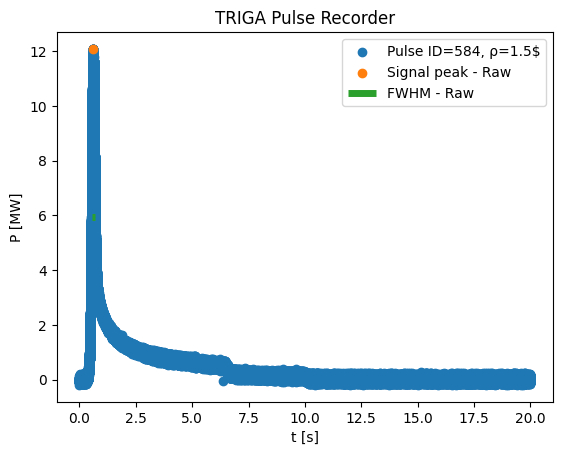 TRIGA Pulse Recorder
Pulse ID=584, ρ=1.5$
Signal peak - Raw
FWHM - Raw
P [MW]
12
10
8
6
4
2
0
0.0 2.5 5.0 7.5 10.0 12.5 15.0 17.5 20.0
t [s]